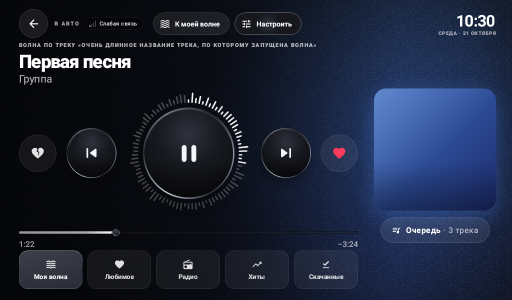 В АВТО
Слабая связь
К моей волне
Настроить
10:30
СРЕДА · 21 ОКТЯБРЯ
ВОЛНА ПО ТРЕКУ «ОЧЕНЬ ДЛИННОЕ НАЗВАНИЕ ТРЕКА, ПО КОТОРОМУ ЗАПУЩЕНА ВОЛНА»
Первая песня
Группа
1:22
−3:24
Очередь · 3 трека
Моя волна
Любимое
Радио
Хиты
Скачанные